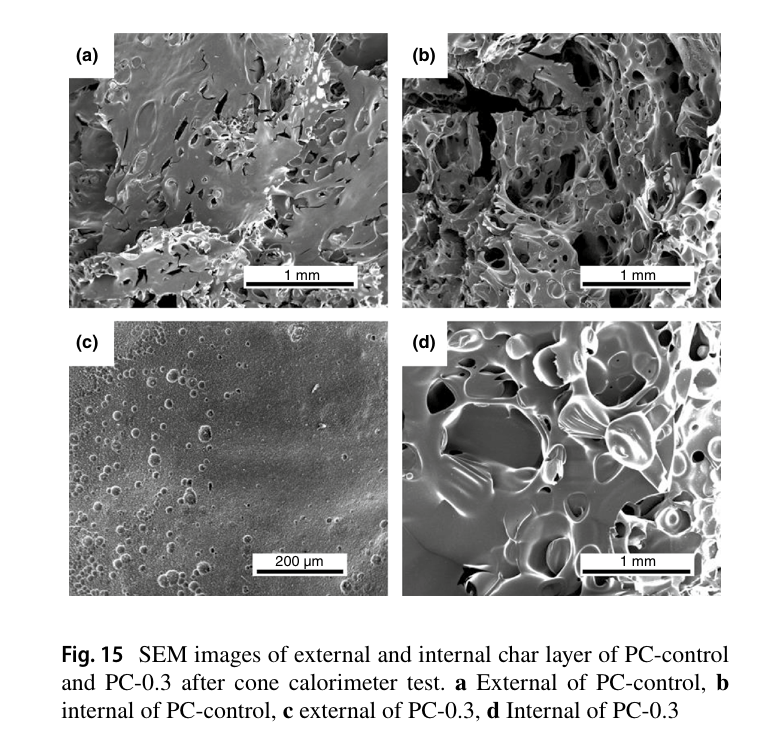 (a)
(b)
1 mm
1 mm
(c)
(d)
200 µm
1 mm
Fig. 15 SEM images of external and internal char layer of PC-control
and PC-0.3 after cone calorimeter test. a External of PC-control, b
internal of PC-control, c external of PC-0.3, d Internal of PC-0.3